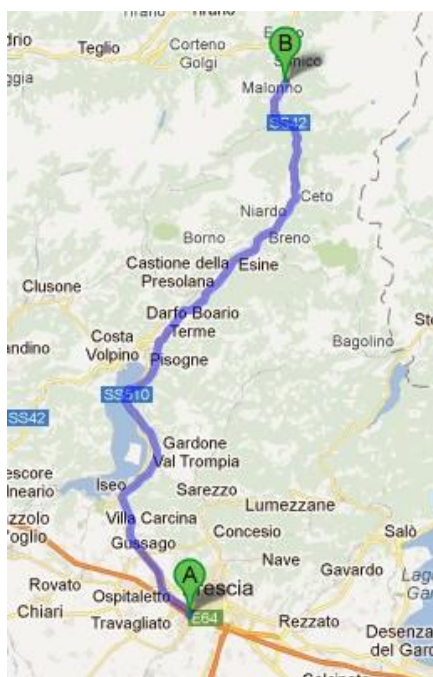 Tirano
Teglio
Corteno
Golgi
B
Malonno
SS42
Ceto
Niardo
Borno
Breno
Castione della
Presolana
Esine
Clusone
Darfo Boario
Terme
Costa
Volpino
Pisogne
Bagolino
SS510
SS42
Gardone
Val Trompia
Iseo
Sarezzo
Lumezzane
Villa Carcina
Concesio
Salò
Gussago
Nave
Gavardo
A
Rovato
Ospitaletto
Chiari
Travagliato
E64
Rezzato
Desenza
del Gard